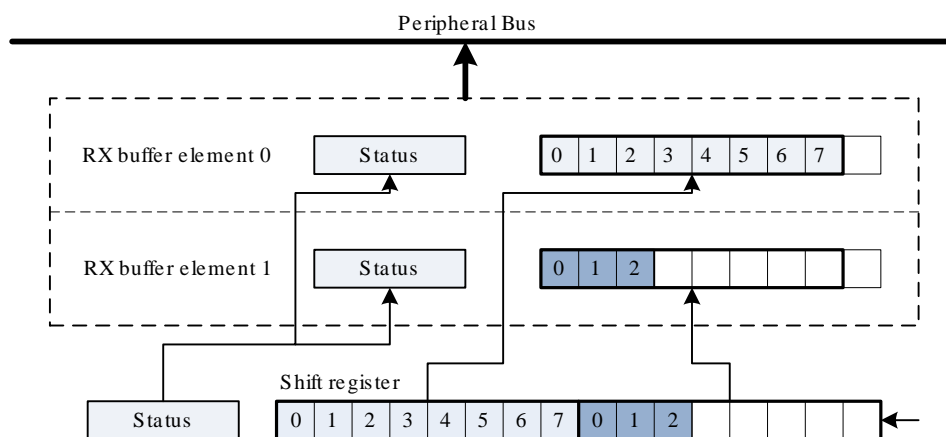 Peripheral Bus
RX buffer element 0 Status 0 1 2 3 4 5 6 7
RX buffer element 1 Status 0 1 2
Shift register
Status 0 1 2 3 4 5 6 7 0 1 2